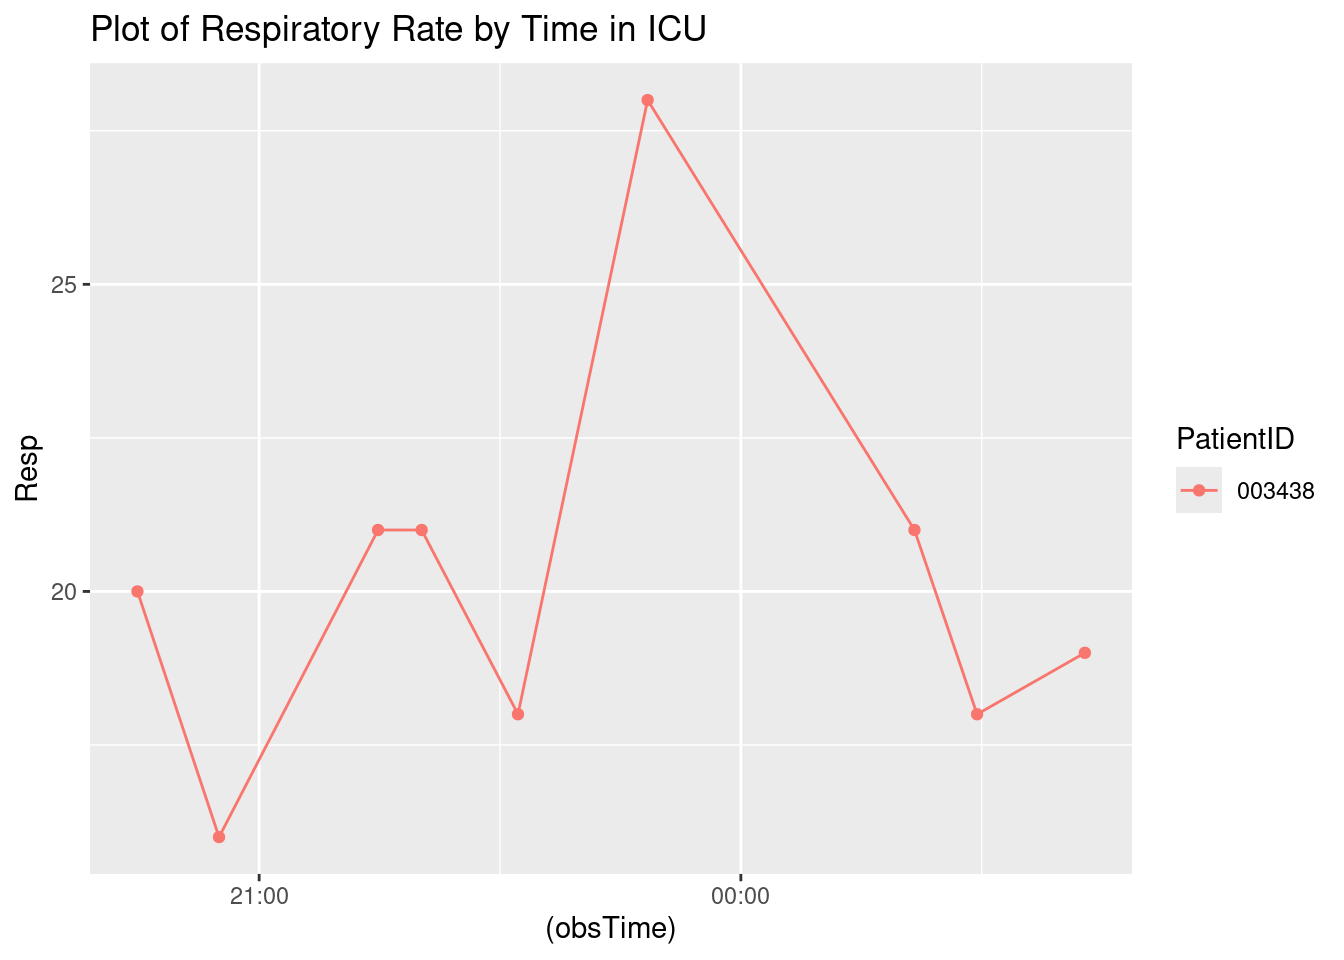 Plot of Respiratory Rate by Time in ICU
25
20
Resp
21:00
00:00
(obsTime)
PatientID
003438